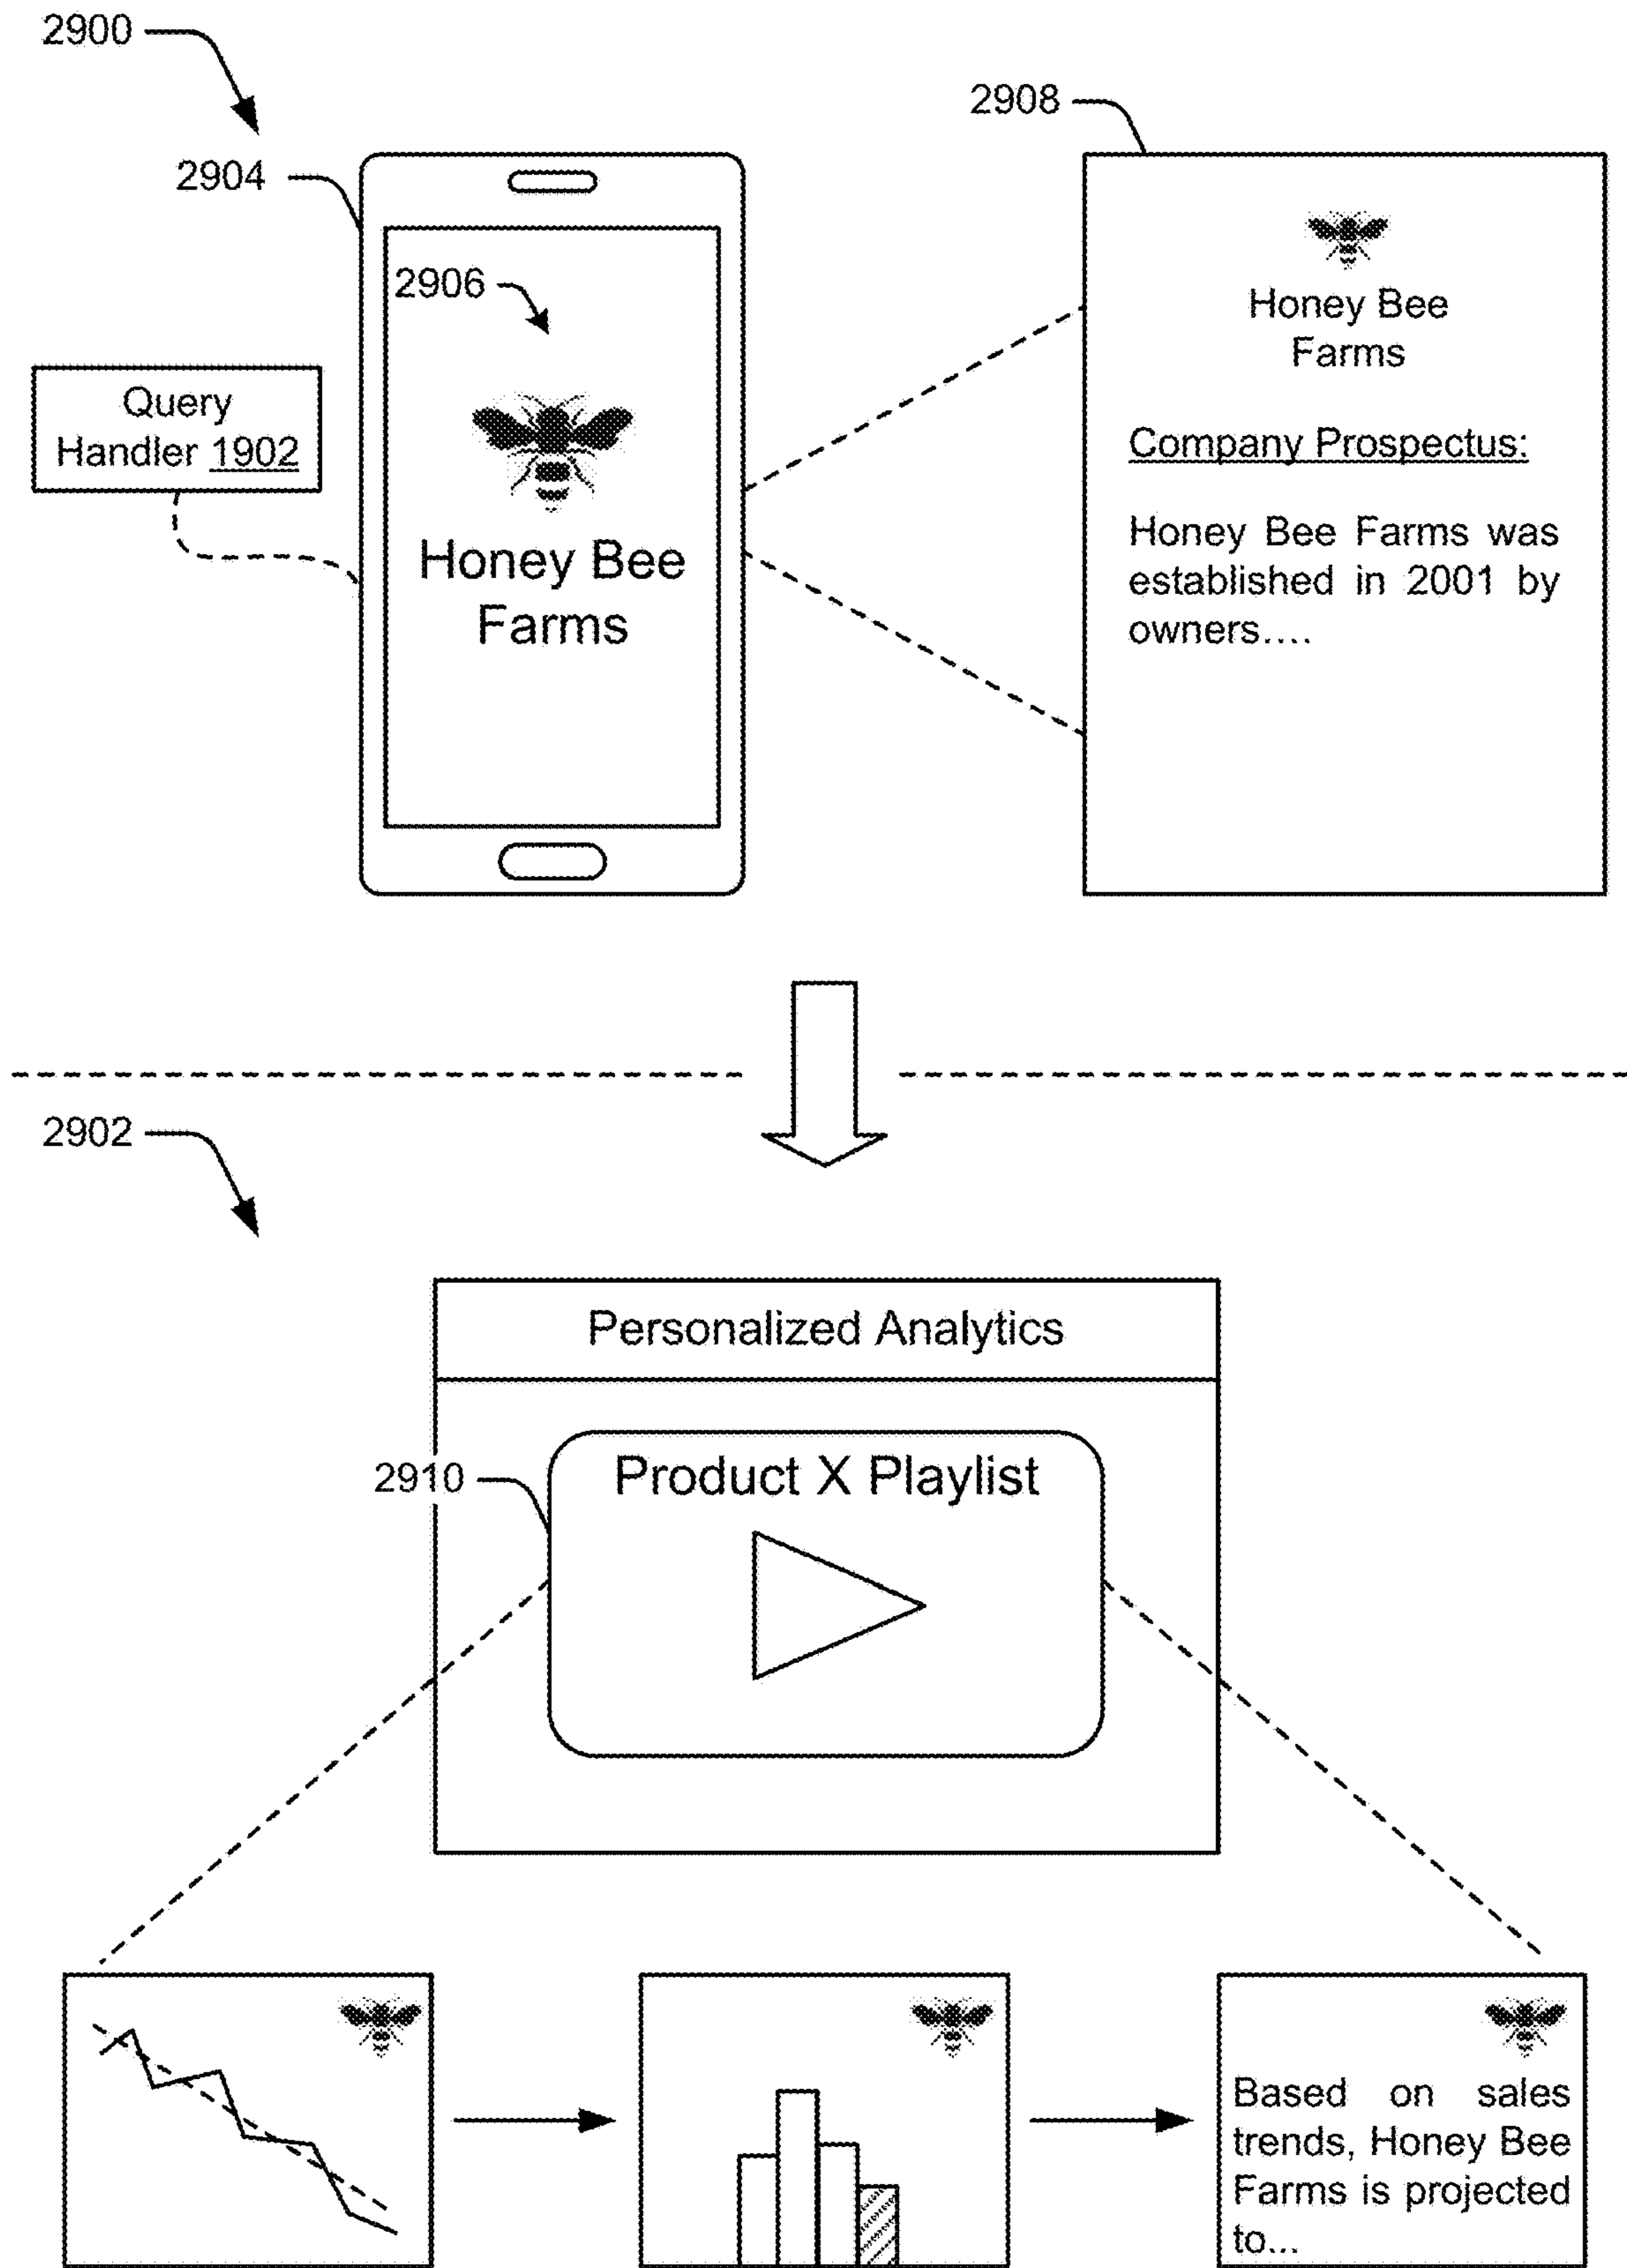 2900
2908
2904
2906
Query
Handler 1902
Honey Bee
Farms
Honey Bee
Farms
Company Prospectus:
Honey Bee Farms was
established in 2001 by
owners....
2902
Personalized Analytics
2910
Product X Playlist
Based on sales
trends, Honey Bee
Farms is projected
to...